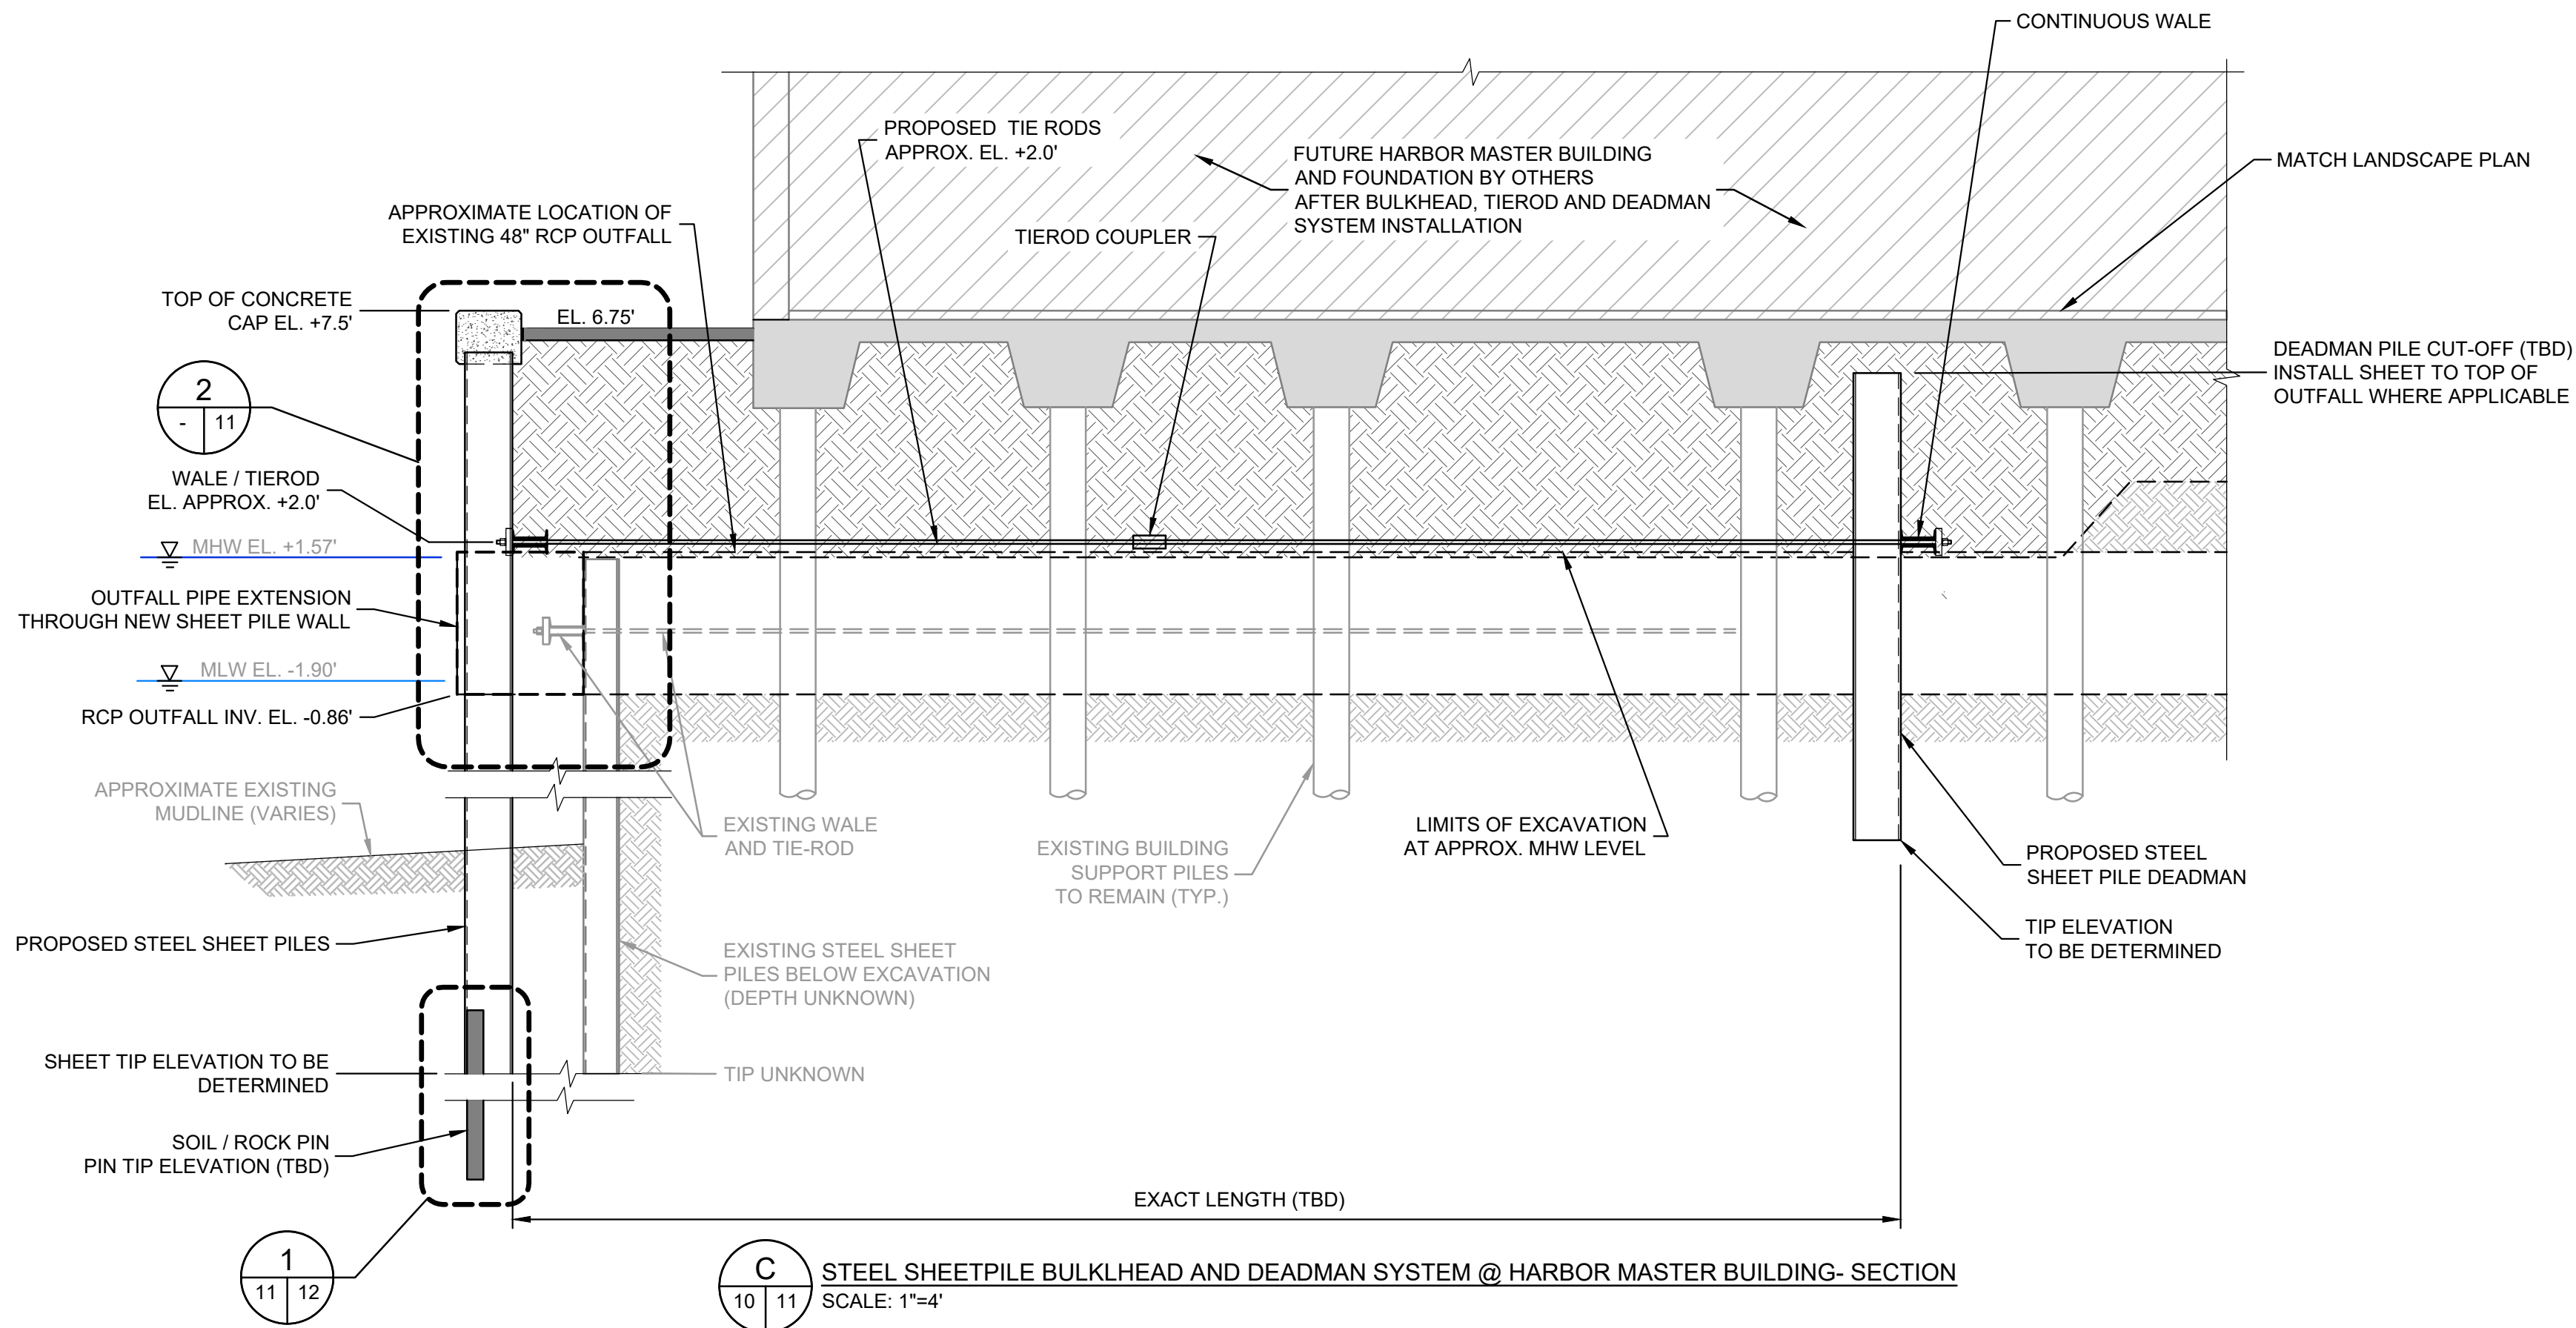 CONTINUOUS WALE
PROPOSED  TIE RODS
APPROX. EL. +2.0'
FUTURE HARBOR MASTER BUILDING
AND FOUNDATION BY OTHERS
AFTER BULKHEAD, TIEROD AND DEADMAN
SYSTEM INSTALLATION
MATCH LANDSCAPE PLAN
APPROXIMATE LOCATION OF
EXISTING 48" RCP OUTFALL
TIEROD COUPLER
TOP OF CONCRETE
CAP EL. +7.5'
EL. 6.75'
DEADMAN PILE CUT-OFF (TBD)
INSTALL SHEET TO TOP OF
OUTFALL WHERE APPLICABLE
2
- 11
WALE / TIEROD
EL. APPROX. +2.0'
MHW EL. +1.57'
OUTFALL PIPE EXTENSION
THROUGH NEW SHEET PILE WALL
MLW EL. -1.90'
RCP OUTFALL INV. EL. -0.86'
APPROXIMATE EXISTING
MUDLINE (VARIES)
EXISTING WALE
AND TIE-ROD
EXISTING BUILDING
SUPPORT PILES
TO REMAIN (TYP.)
LIMITS OF EXCAVATION
AT APPROX. MHW LEVEL
PROPOSED STEEL
SHEET PILE DEADMAN
PROPOSED STEEL SHEET PILES
EXISTING STEEL SHEET
PILES BELOW EXCAVATION
(DEPTH UNKNOWN)
TIP ELEVATION
TO BE DETERMINED
SHEET TIP ELEVATION TO BE
DETERMINED
TIP UNKNOWN
SOIL / ROCK PIN
PIN TIP ELEVATION (TBD)
EXACT LENGTH (TBD)
1
11 12
C
10 11
STEEL SHEETPILE BULKLHEAD AND DEADMAN SYSTEM @ HARBOR MASTER BUILDING- SECTION
SCALE: 1"=4'